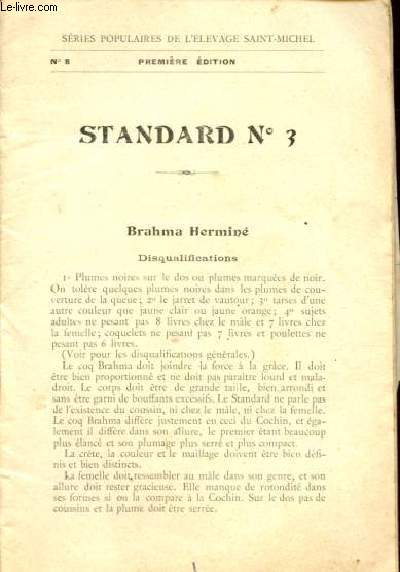 Le-livre.com
SÉRIES POPULAIRES DE L'ÉLEVAGE SAINT-MICHEL
N° 8 PREMIÈRE ÉDITION
STANDARD N° 3
Brahma Herminé
Disqualifications
1° Plumes noires sur le dos ou plumes marquées de noir.
On tolère quelques plumes noires dans les plumes de cou-
verture de la queue; 2° le jarret de vautour; 3° tarses d'une
autre couleur que jaune clair ou jaune orange; 4° sujets
adultes ne pesant pas 8 livres chez le mâle et 7 livres chez
la femelle; coquelets ne pesant pas 7 livres et poulettes ne
pesant pas 6 livres.
(Voir pour les disqualifications générales.)
Le coq Brahma doit joindre la force à la grâce. Il doit
être bien proportionné et ne doit pas paraître lourd et mala-
droit. Le corps doit être de grande taille, bien arrondi et
sans être garni de bouffants excessifs. Le Standard ne parle pas
de l'existence du coussin, ni chez le mâle, ni chez la femelle.
Le coq Brahma diffère justement en ceci du Cochin, et éga-
lement il diffère dans son allure, le premier étant beaucoup
plus élancé et son plumage plus serré et plus compact.
La crête, la couleur et le maillage doivent être bien défi-
nis et bien distincts.
La femelle doit ressembler au mâle dans son genre, et son
allure doit rester gracieuse. Elle manque de rotondité dans
ses formes si on la compare à la Cochin. Sur le dos pas de
coussins et la plume doit être serrée.